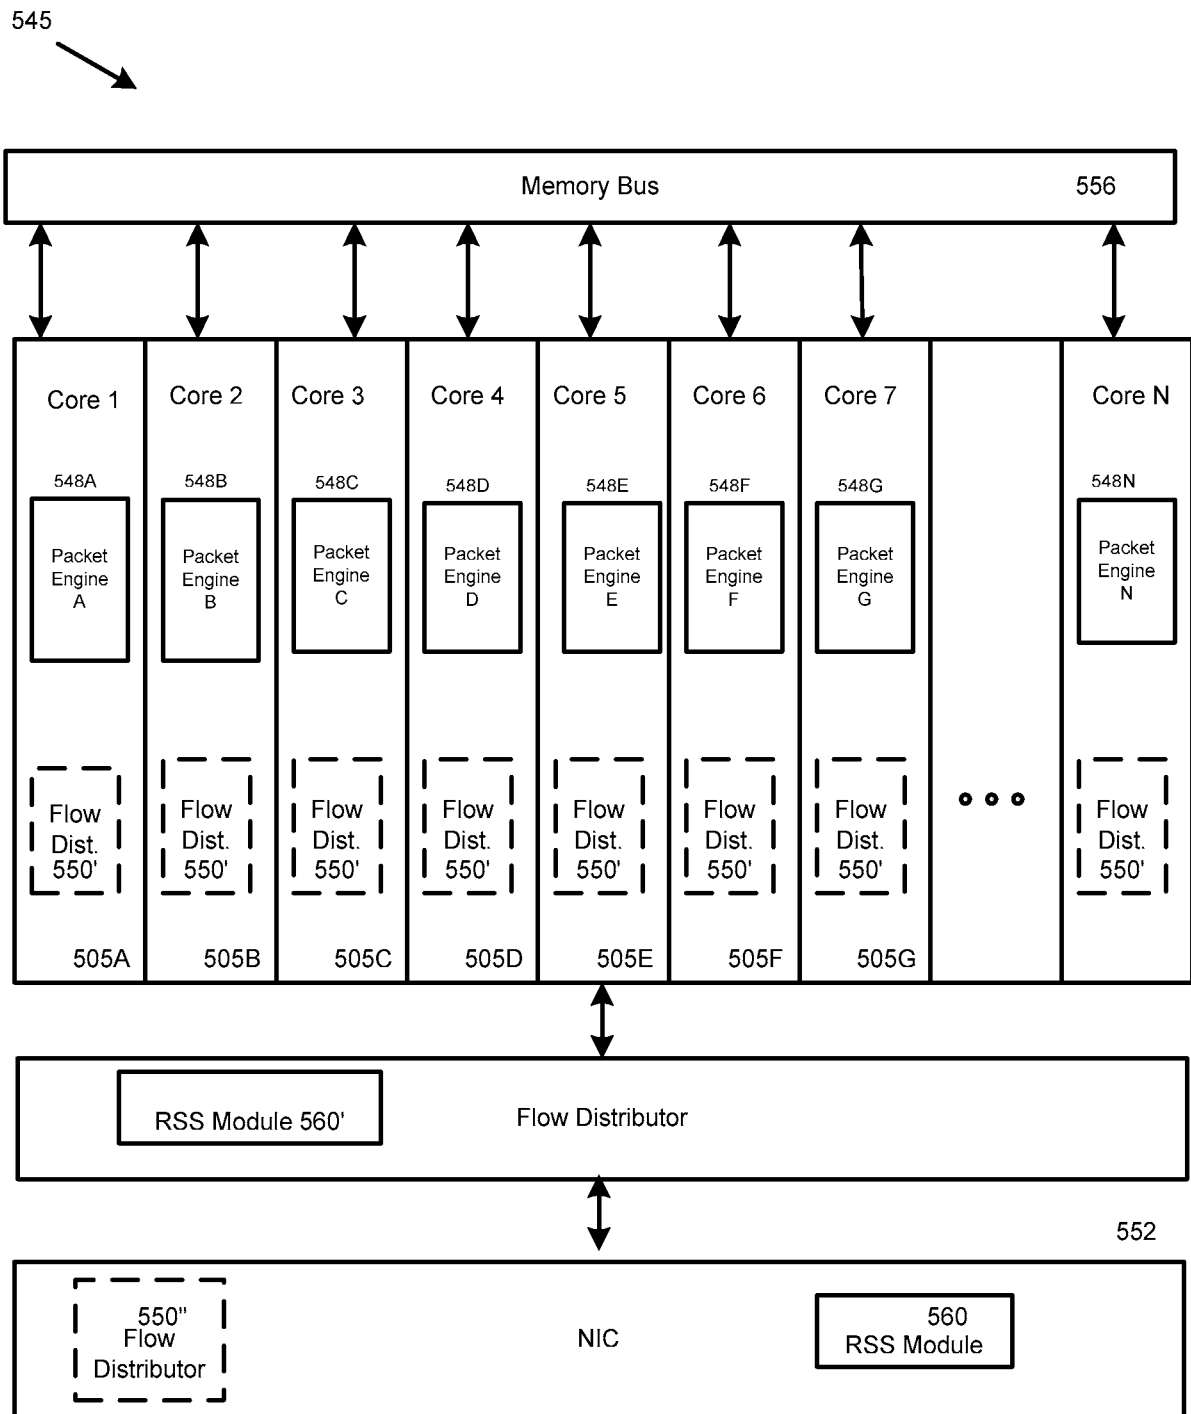 545
Memory Bus 556
Core 1 Core 2 Core 3 Core 4 Core 5 Core 6 Core 7 Core N
548A 548B 548C 548D 548E 548F 548G 548N
Packet Packet Packet Packet Packet Packet Packet Packet
Engine Engine Engine Engine Engine Engine Engine Engine
A B C D E F G N
Flow Flow Flow Flow Flow Flow Flow Flow
Dist. Dist. Dist. Dist. Dist. Dist. Dist. Dist.
550' 550' 550' 550' 550' 550' 550' 550'
505A 505B 505C 505D 505E 505F 505G
RSS Module 560' Flow Distributor
552
550"
Flow
Distributor
NIC
560
RSS Module